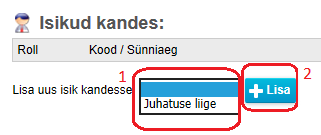 Isikud kandes:
Roll Kood / Sünniaeg
1 2
Lisa uus isik kandesse
Lisa
Juhatuse liige